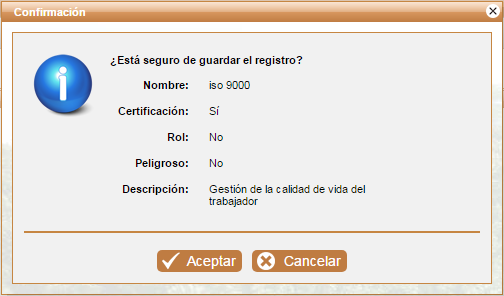 Confirmación
¿Está seguro de guardar el registro?
Nombre: iso 9000
Certificación: Sí
Rol: No
Peligroso: No
Descripción: Gestión de la calidad de vida del
trabajador
Aceptar Cancelar